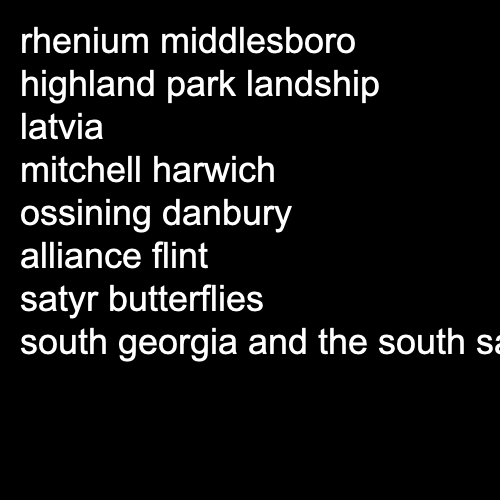 rhenium middlesboro
highland park landship
latvia
mitchell harwich
ossining danbury
alliance flint
satyr butterflies
south georgia and the south